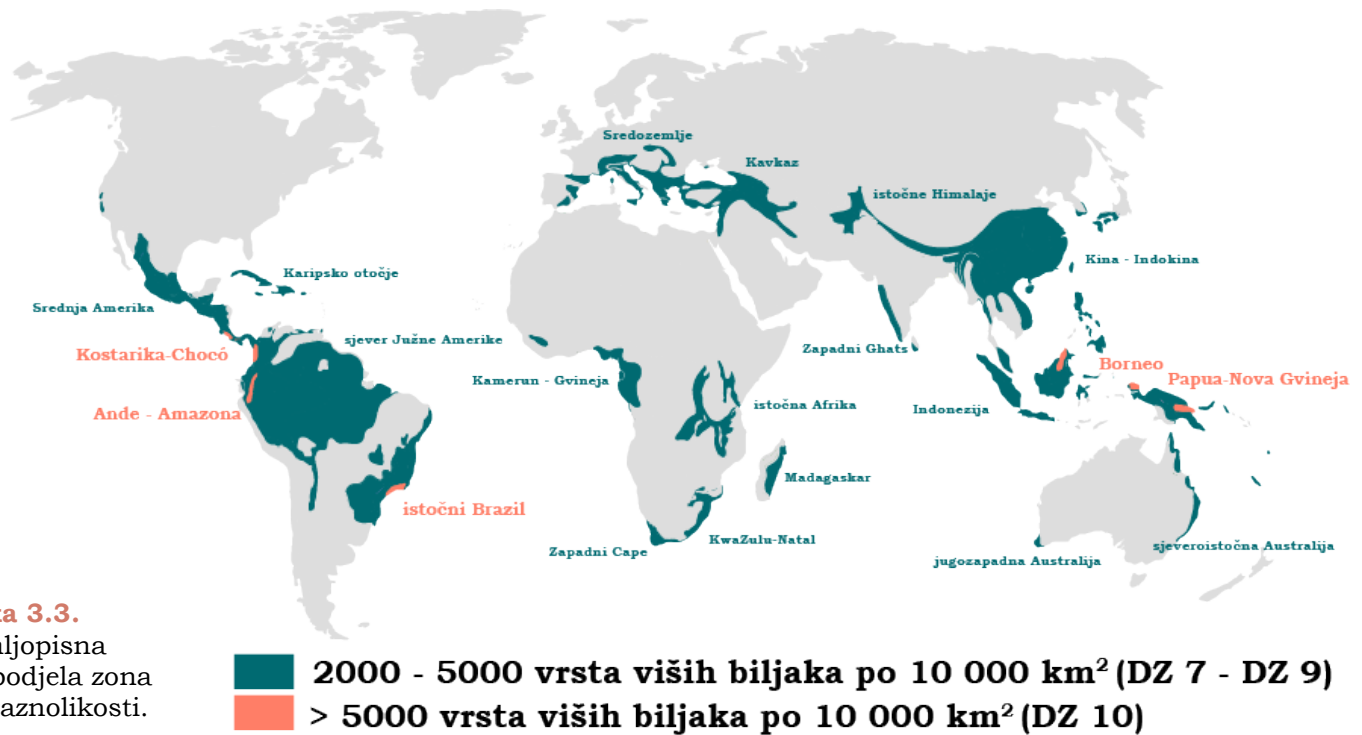 Sredozemlje
Kavkaz
istočne Himalaje
Kina - Indokina
Karipsko otočje
Srednja Amerika
sjever Južne Amerike
Kostarika-Chocó
Zapadni Ghats
Borneo
Papua-Nova Gvineja
Kamerun - Gvineja
Ande - Amazona
istočna Afrika
Indonezija
Madagaskar
istočni Brazil
Zapadni Cape
KwaZulu-Natal
jugozapadna Australija
sjeveroistočna Australija
3.3.
podjela zona
2000 - 5000 vrsta viših biljaka po 10 000 km² (DZ 7 - DZ 9)
> 5000 vrsta viših biljaka po 10 000 km² (DZ 10)